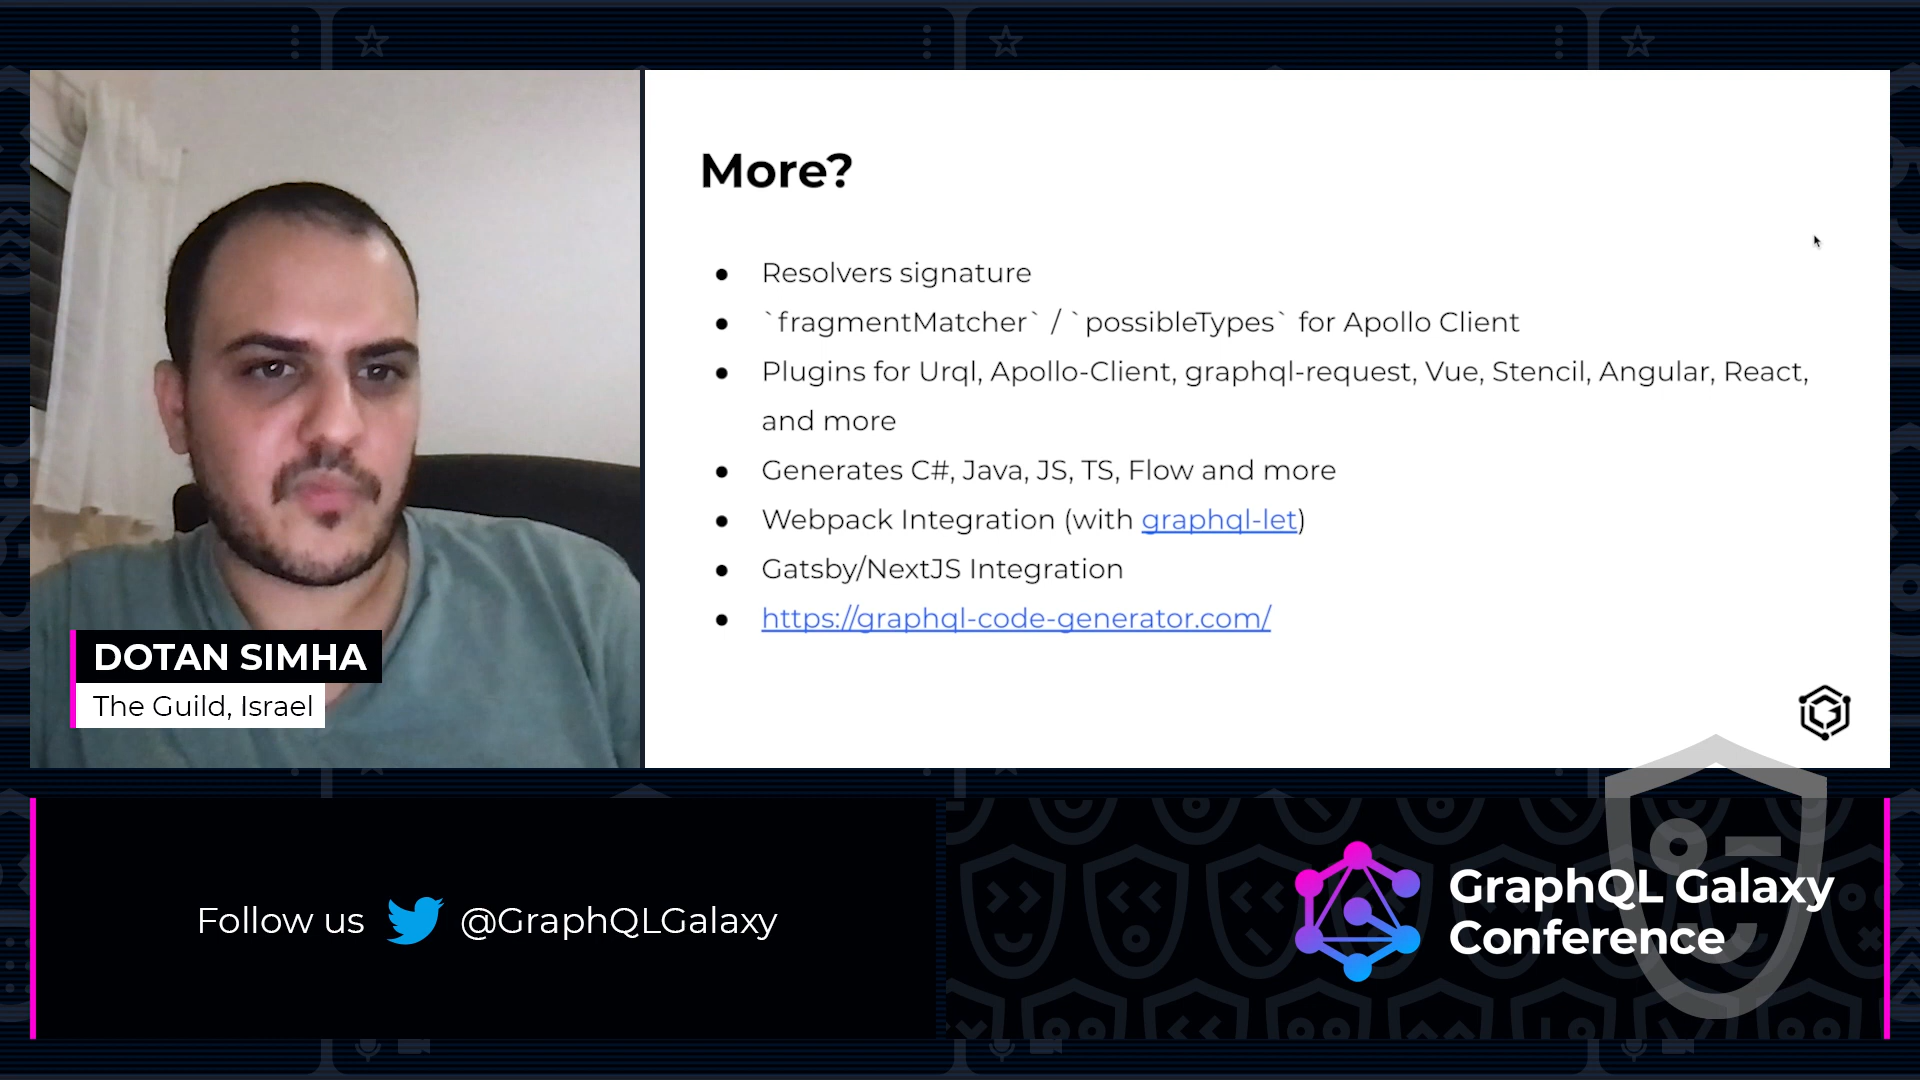 More?
● Resolvers signature
● `fragmentMatcher` / `possibleTypes` for Apollo Client
● Plugins for Urql, Apollo-Client, graphql-request, Vue, Stencil, Angular, React,
and more
● Generates C#, Java, JS, TS, Flow and more
● Webpack Integration (with graphql-let)
● Gatsby/NextJS Integration
● https://graphql-code-generator.com/
DOTAN SIMHA
The Guild, Israel
Follow us @GraphQLGalaxy
GraphQL Galaxy
Conference